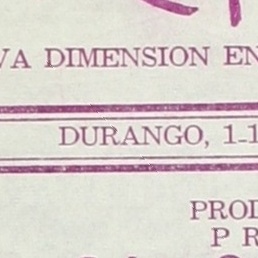 VA DIMENSION EN
DURANGO, 1-1
PROD
P R